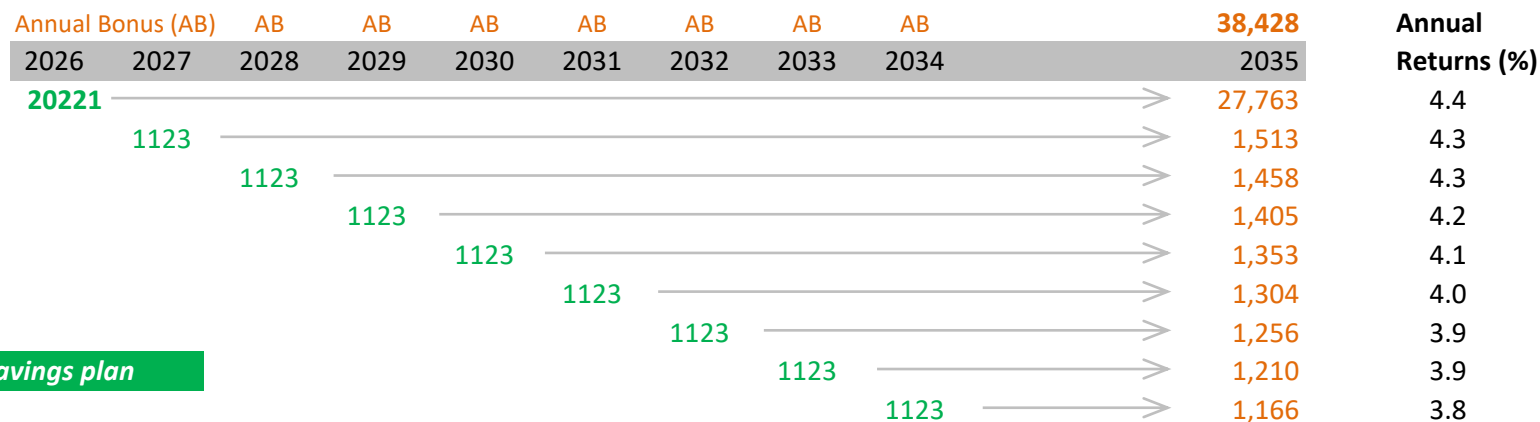 Annual Bonus (AB) AB AB AB AB AB AB AB 38,428 Annual
2026 2027 2028 2029 2030 2031 2032 2033 2034 2035 Returns (%)
20221 27,763 4.4
1123 1,513 4.3
1123 1,458 4.3
1123 1,405 4.2
1123 1,353 4.1
1123 1,304 4.0
1123 1,256 3.9
avings plan 1123 1,210 3.9
1123 1,166 3.8